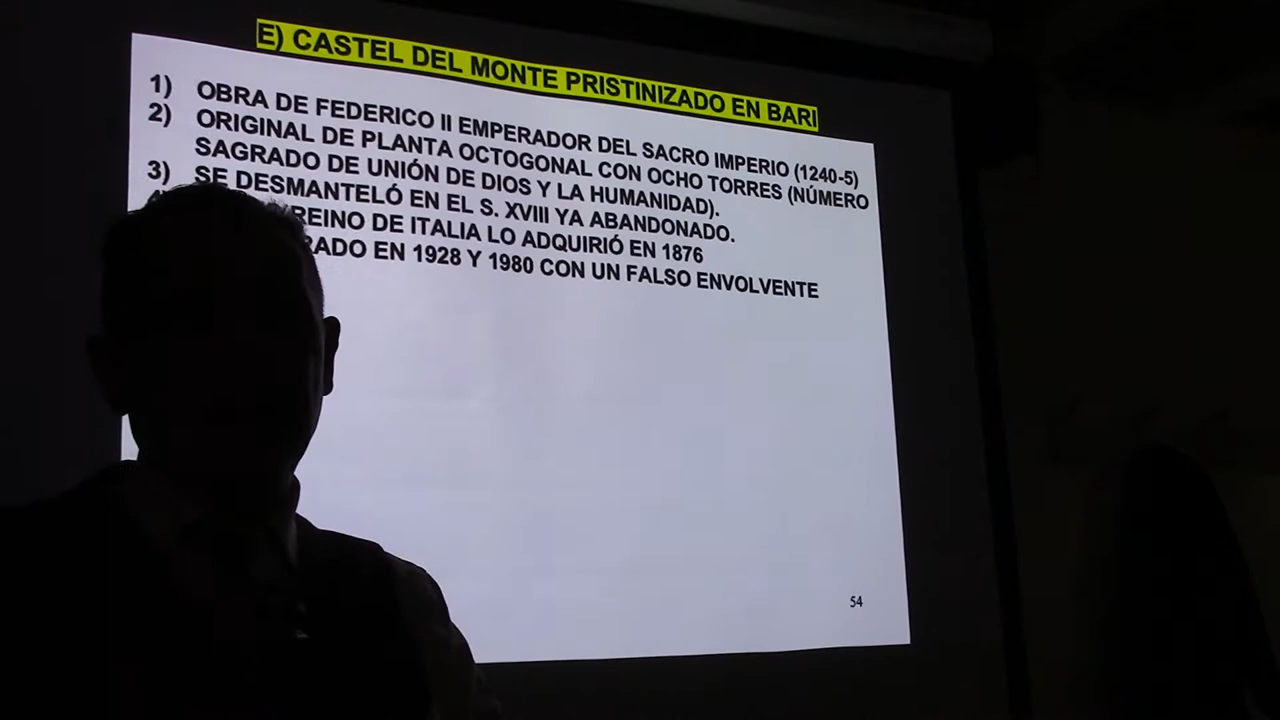 E) CASTEL DEL MONTE PRISTINIZADO EN BARI
1) OBRA DE FEDERICO II EMPERADOR DEL SACRO IMPERIO (1240-5)
2) ORIGINAL DE PLANTA OCTOGONAL CON OCHO TORRES (NÚMERO
SAGRADO DE UNIÓN DE DIOS Y LA HUMANIDAD).
3) SE DESMANTELÓ EN EL S. XVIII YA ABANDONADO.
REINO DE ITALIA LO ADQUIRIÓ EN 1876
EN 1928 Y 1980 CON UN FALSO ENVOLVENTE
54